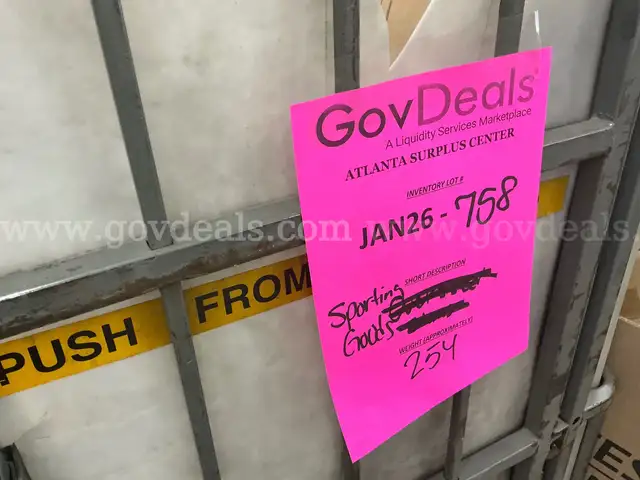 GovDeals
A Liquidity Services Marketplace
ATLANTA SURPLUS CENTER
INVENTORY LOT #
JAN26 - 758
SHORT DESCRIPTION
Sporting
Goods
WEIGHT (APPROXIMATELY)
254
PUSH FROM
www.govdeals.com
www.govdeals.com